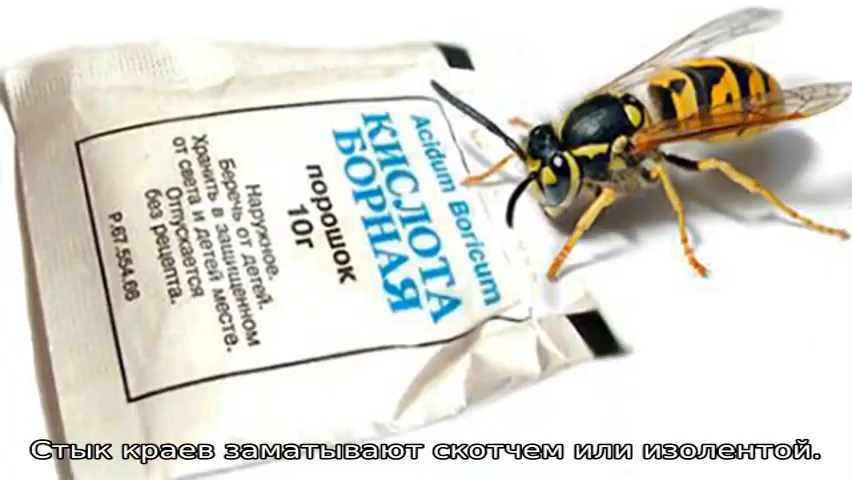 Acidum Boricum
КИСЛОТА
БОРНАЯ
порошок
10г
Наружное.
Беречь от детей.
Хранить в защищенном
от света и детей месте.
Отпускается
без рецепта.
Р.67.554.66
Стык краев заматывают скотчем или изолентой.